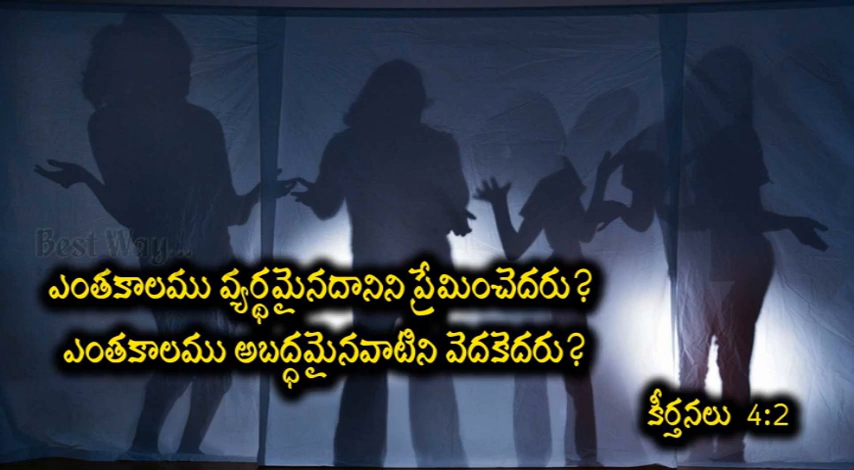 Best Way...
ఎంతకాలము వ్యర్థమైనదానిని ప్రేమించెదరు?
ఎంతకాలము అబద్ధమైనవాటిని వెదకెదరు?
కీర్తనలు 4:2